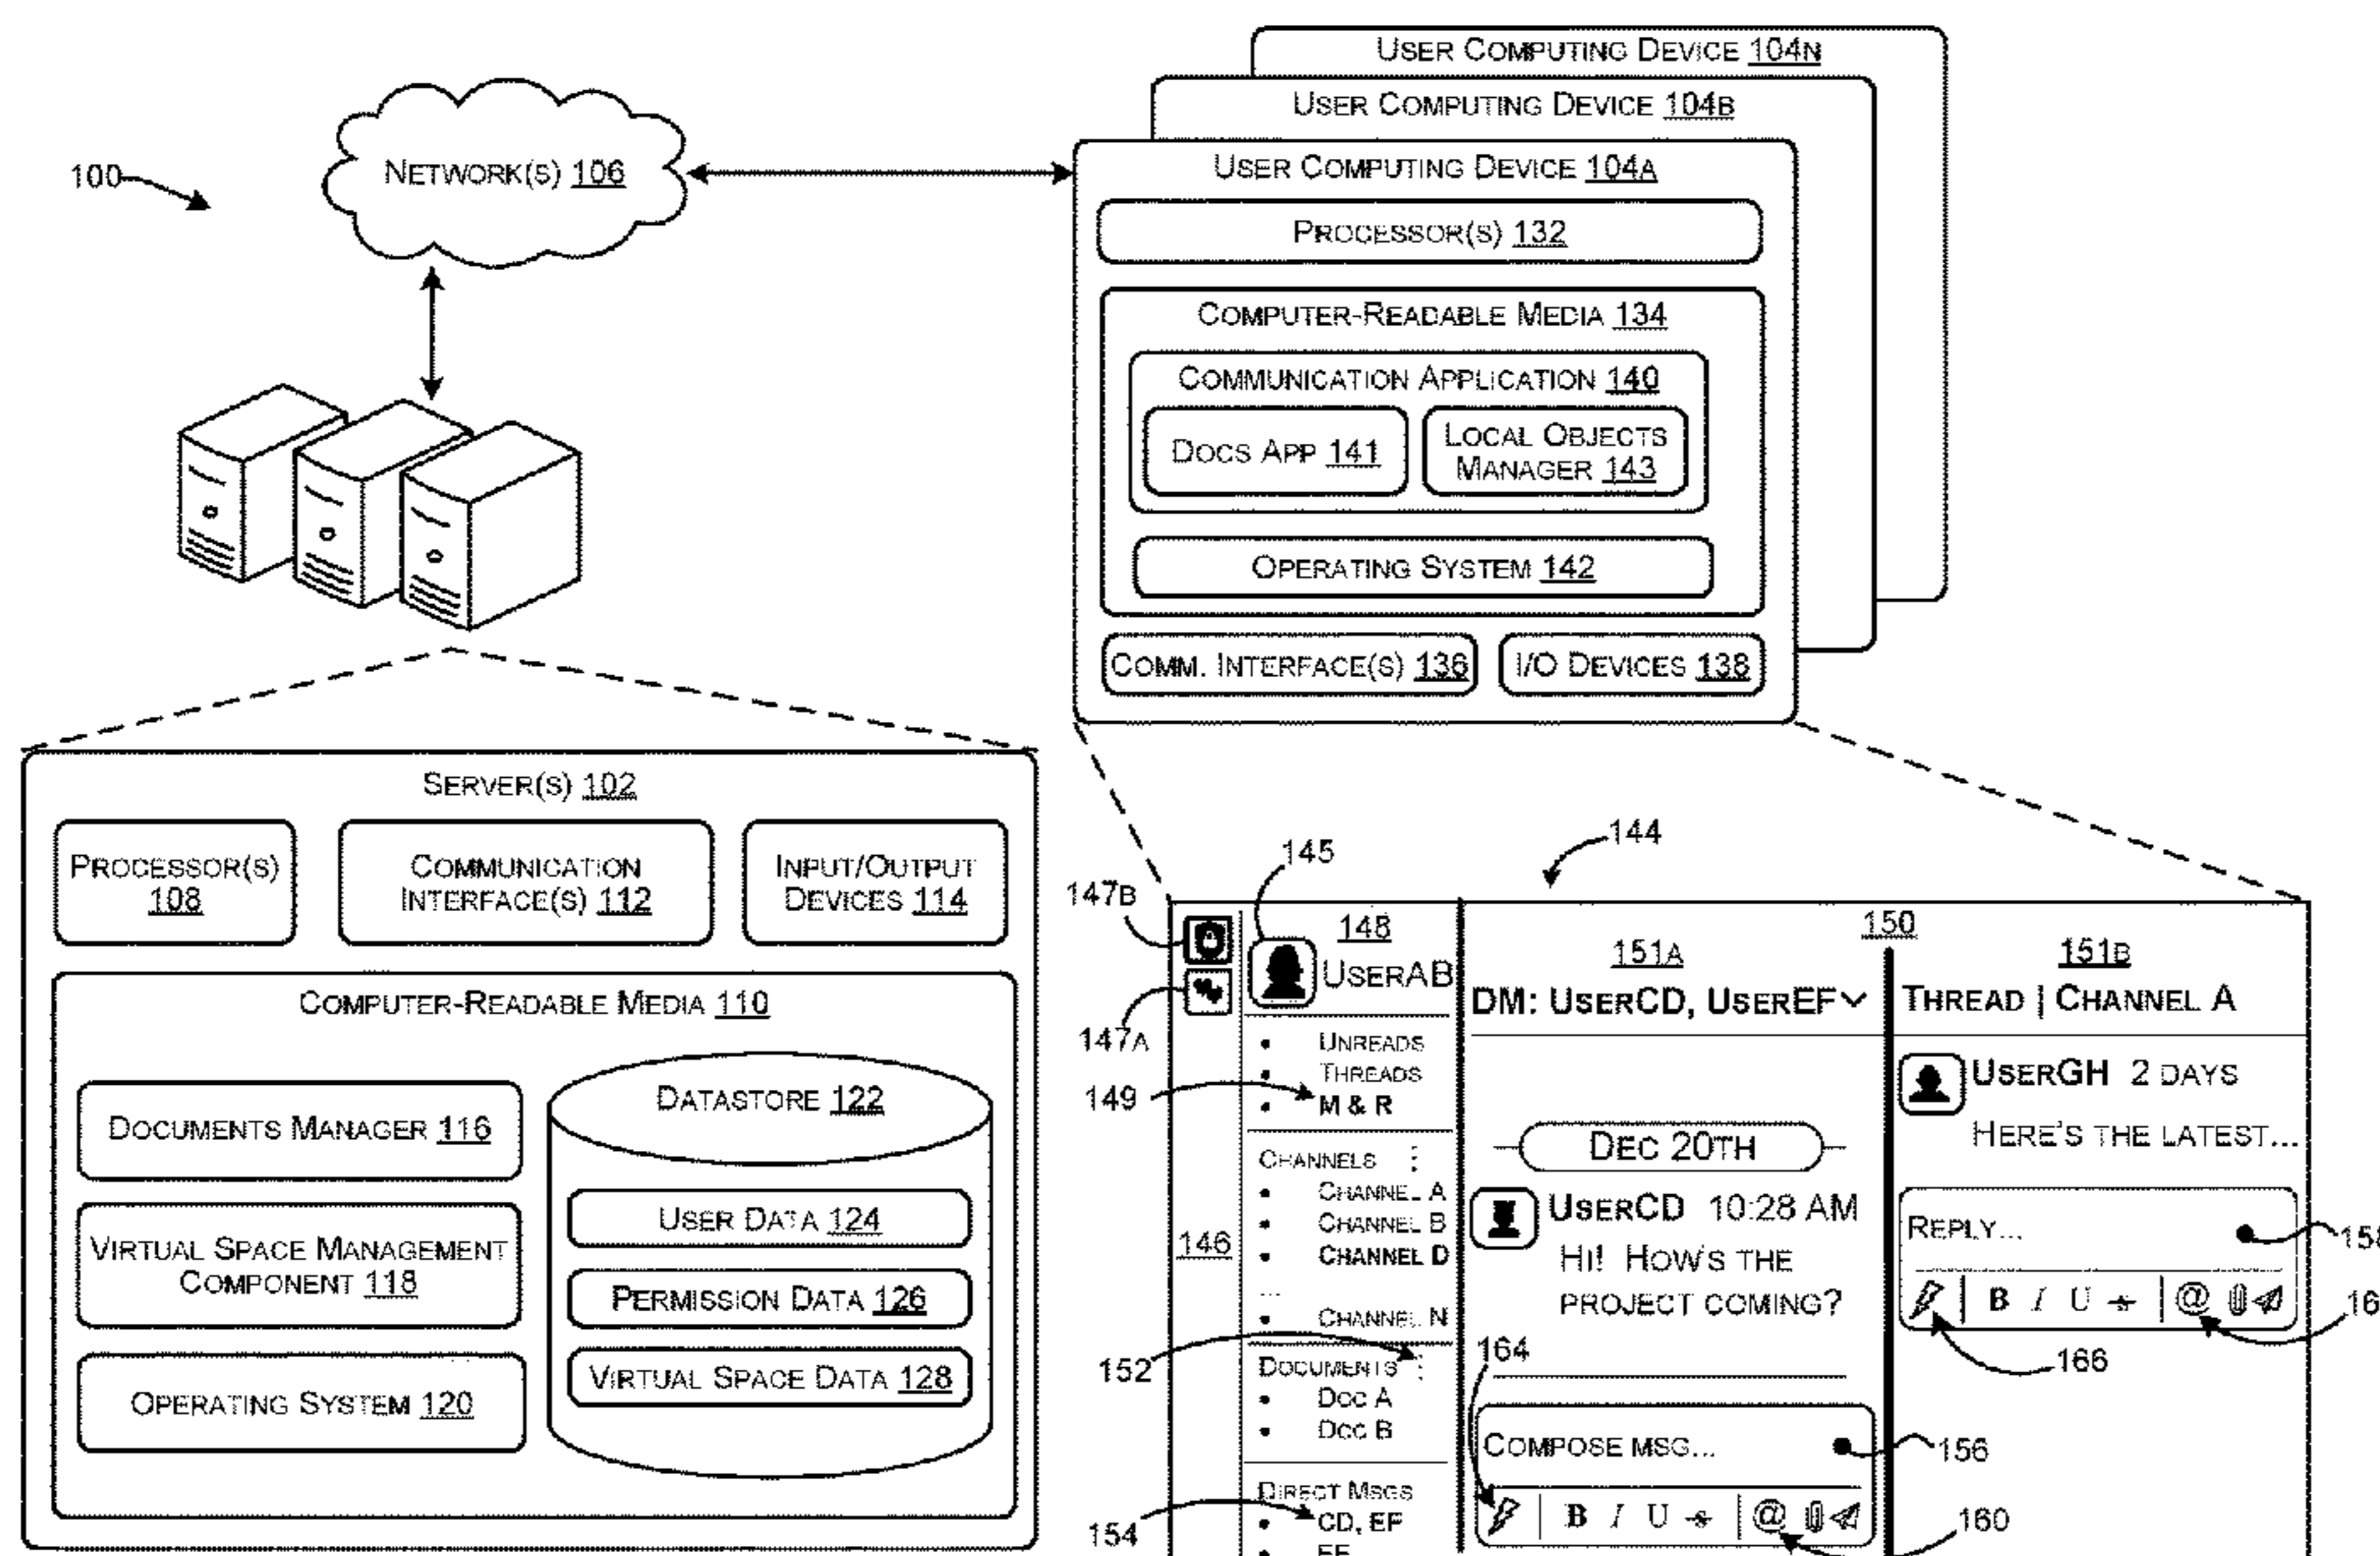 USER COMPUTING DEVICE 104N
USER COMPUTING DEVICE 104B
USER COMPUTING DEVICE 104A
100
NETWORK(S) 106
PROCESSOR(S) 132
COMPUTER-READABLE MEDIA 134
COMMUNICATION APPLICATION 140
DOCS APP 141
LOCAL OBJECTS
MANAGER 143
OPERATING SYSTEM 142
COMM. INTERFACE(S) 136
I/O DEVICES 138
SERVER(S) 102
PROCESSOR(S)
108
COMMUNICATION
INTERFACE(S) 112
INPUT/OUTPUT
DEVICES 114
COMPUTER-READABLE MEDIA 110
DOCUMENTS MANAGER 116
VIRTUAL SPACE MANAGEMENT
COMPONENT 118
OPERATING SYSTEM 120
DATASTORE 122
USER DATA 124
PERMISSION DATA 126
VIRTUAL SPACE DATA 128
144
145
147B
147A
149
146
152
154
148
USERAB
• UNREADS
• THREADS
• M & R
CHANNELS ⋮
• CHANNEL A
• CHANNEL B
• CHANNEL D
...
• CHANNEL N
DOCUMENTS ⋮
• DOC A
• DOC B
DIRECT MSGS
• CD, EF
• EF
150
151A
DM: USERCD, USEREF
DEC 20TH
USERCD 10:28 AM
HI! HOW'S THE
PROJECT COMING?
164
COMPOSE MSG...
156
B I U S @
160
151B
THREAD | CHANNEL A
USERGH 2 DAYS
HERE'S THE LATEST...
REPLY...
B I U S @
166